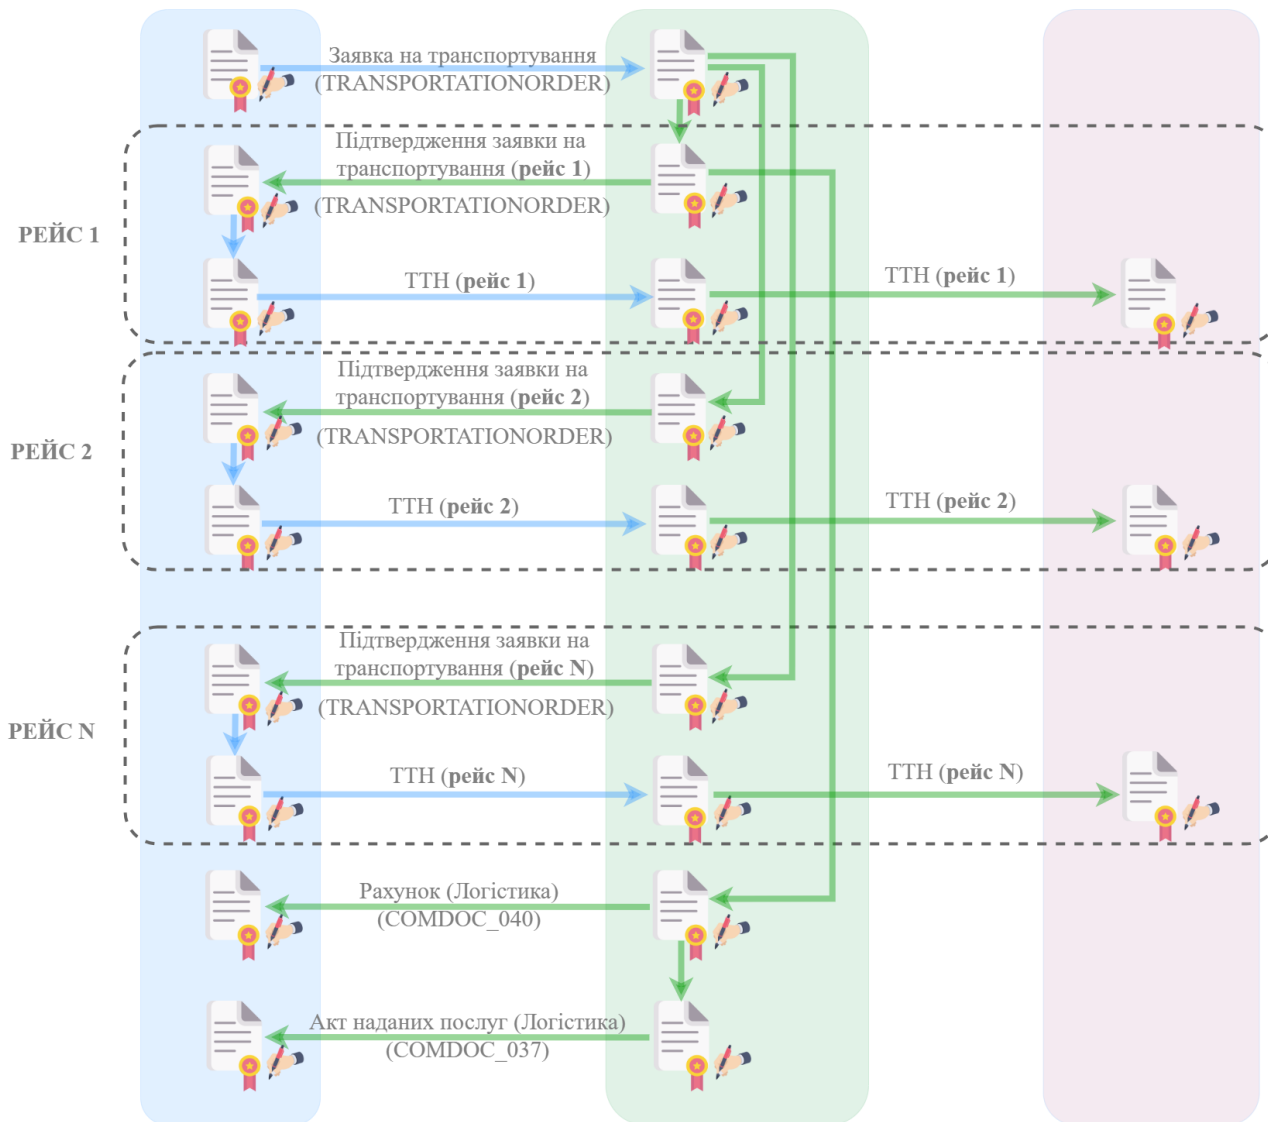 Заявка на транспортування
(TRANSPORTATIONORDER)
РЕЙС 1
Підтвердження заявки на
транспортування (рейс 1)
(TRANSPORTATIONORDER)
ТТН (рейс 1)
ТТН (рейс 1)
РЕЙС 2
Підтвердження заявки на
транспортування (рейс 2)
(TRANSPORTATIONORDER)
ТТН (рейс 2)
ТТН (рейс 2)
РЕЙС N
Підтвердження заявки на
транспортування (рейс N)
(TRANSPORTATIONORDER)
ТТН (рейс N)
ТТН (рейс N)
Рахунок (Логістика)
(COMDOC_040)
Акт наданих послуг (Логістика)
(COMDOC_037)